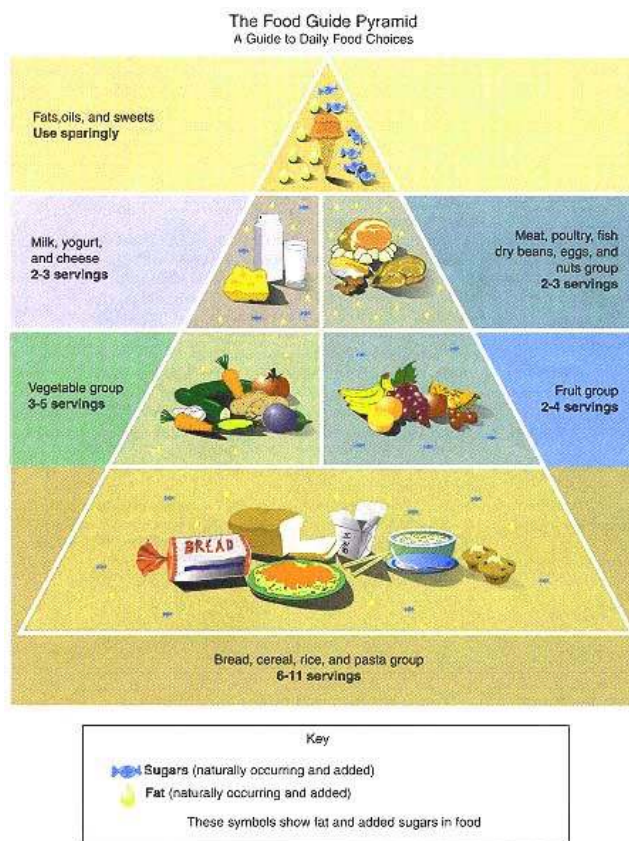 The Food Guide Pyramid
A Guide to Daily Food Choices
Fats,oils, and sweets
Use sparingly
Milk, yogurt,
and cheese
2-3 servings
Meat, poultry, fish
dry beans, eggs, and
nuts group
2-3 servings
Vegetable group
3-5 servings
Fruit group
2-4 servings
BREAD
Bread, cereal, rice, and pasta group
6-11 servings
Key
Sugars (naturally occurring and added)
Fat (naturally occurring and added)
These symbols show fat and added sugars in food